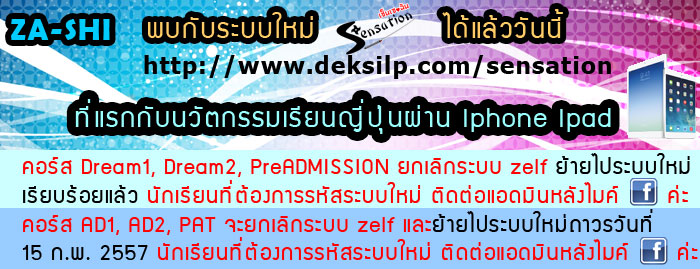 ZA-SHI พบกับระบบใหม่ เซ็นเซชั่น Sensation ได้แล้ววันนี้
http://www.deksilp.com/sensation
ที่แรกกับนวัตกรรมเรียนญี่ปุ่นผ่าน Iphone Ipad
คอร์ส Dream1, Dream2, PreADMISSION ยกเลิกระบบ zelf ย้ายไประบบใหม่
เรียบร้อยแล้ว นักเรียนที่ต้องการรหัสระบบใหม่ ติดต่อแอดมินหลังไมค์ f ค่ะ
คอร์ส AD1, AD2, PAT จะยกเลิกระบบ zelf และย้ายไประบบใหม่ถาวรวันที่
15 ก.พ. 2557 นักเรียนที่ต้องการรหัสระบบใหม่ ติดต่อแอดมินหลังไมค์ f ค่ะ